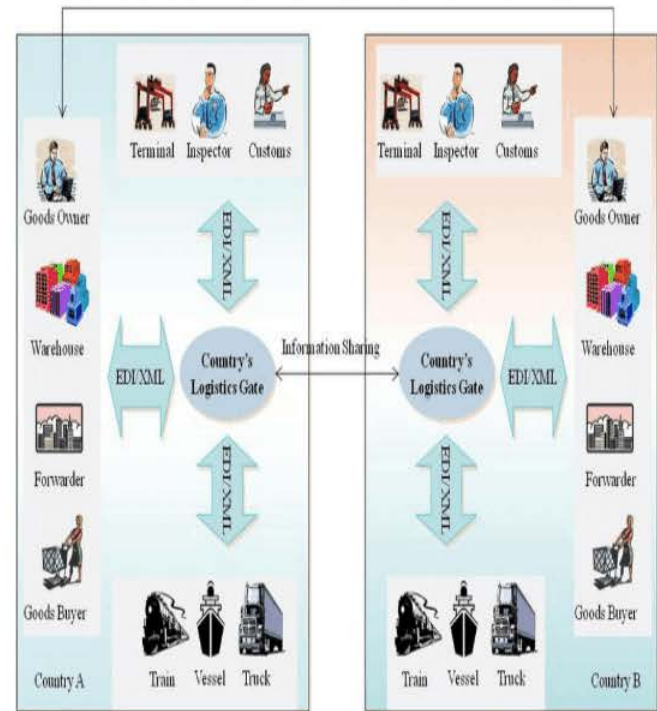 Terminal Inspector Customs
Goods Owner
EDI/XML
Warehouse
EDI/XML
Country's
Logistics Gate
Forwarder
EDI/XML
Goods Buyer
Country A
Train Vessel Truck
Information Sharing
Terminal Inspector Customs
Goods Owner
EDI/XML
Warehouse
Country's
Logistics Gate
EDI/XML
Forwarder
EDI/XML
Goods Buyer
Train Vessel Truck
Country B